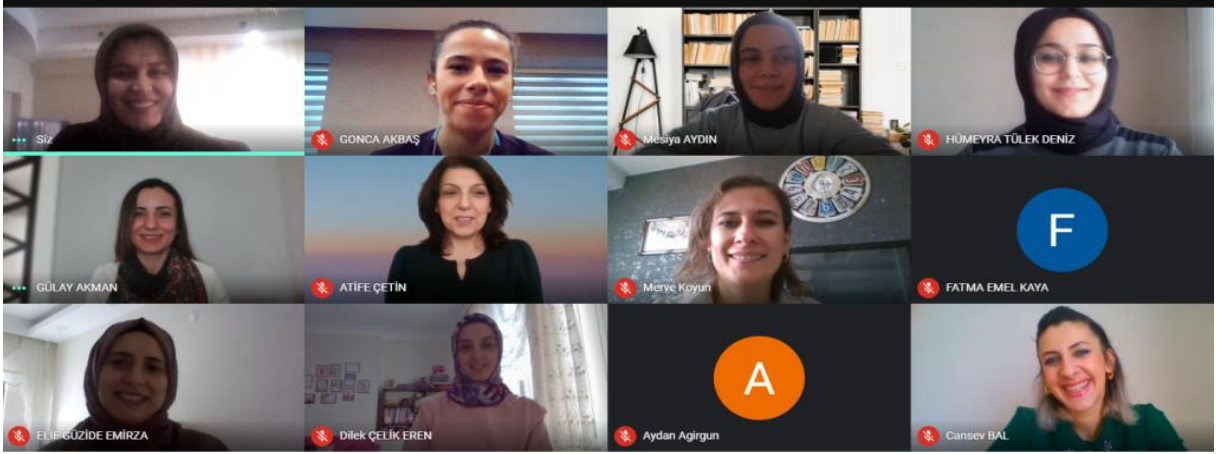 Siz
GONCA AKBAŞ
Mesiya AYDIN
HÜMEYRA TÜLEK DENİZ
GÜLAY AKMAN
ATİFE ÇETİN
Merve Koyun
F
FATMA EMEL KAYA
ELİF GÜZİDE EMİRZA
Dilek ÇELİK EREN
A
Aydan Agirgun
Cansev BAL